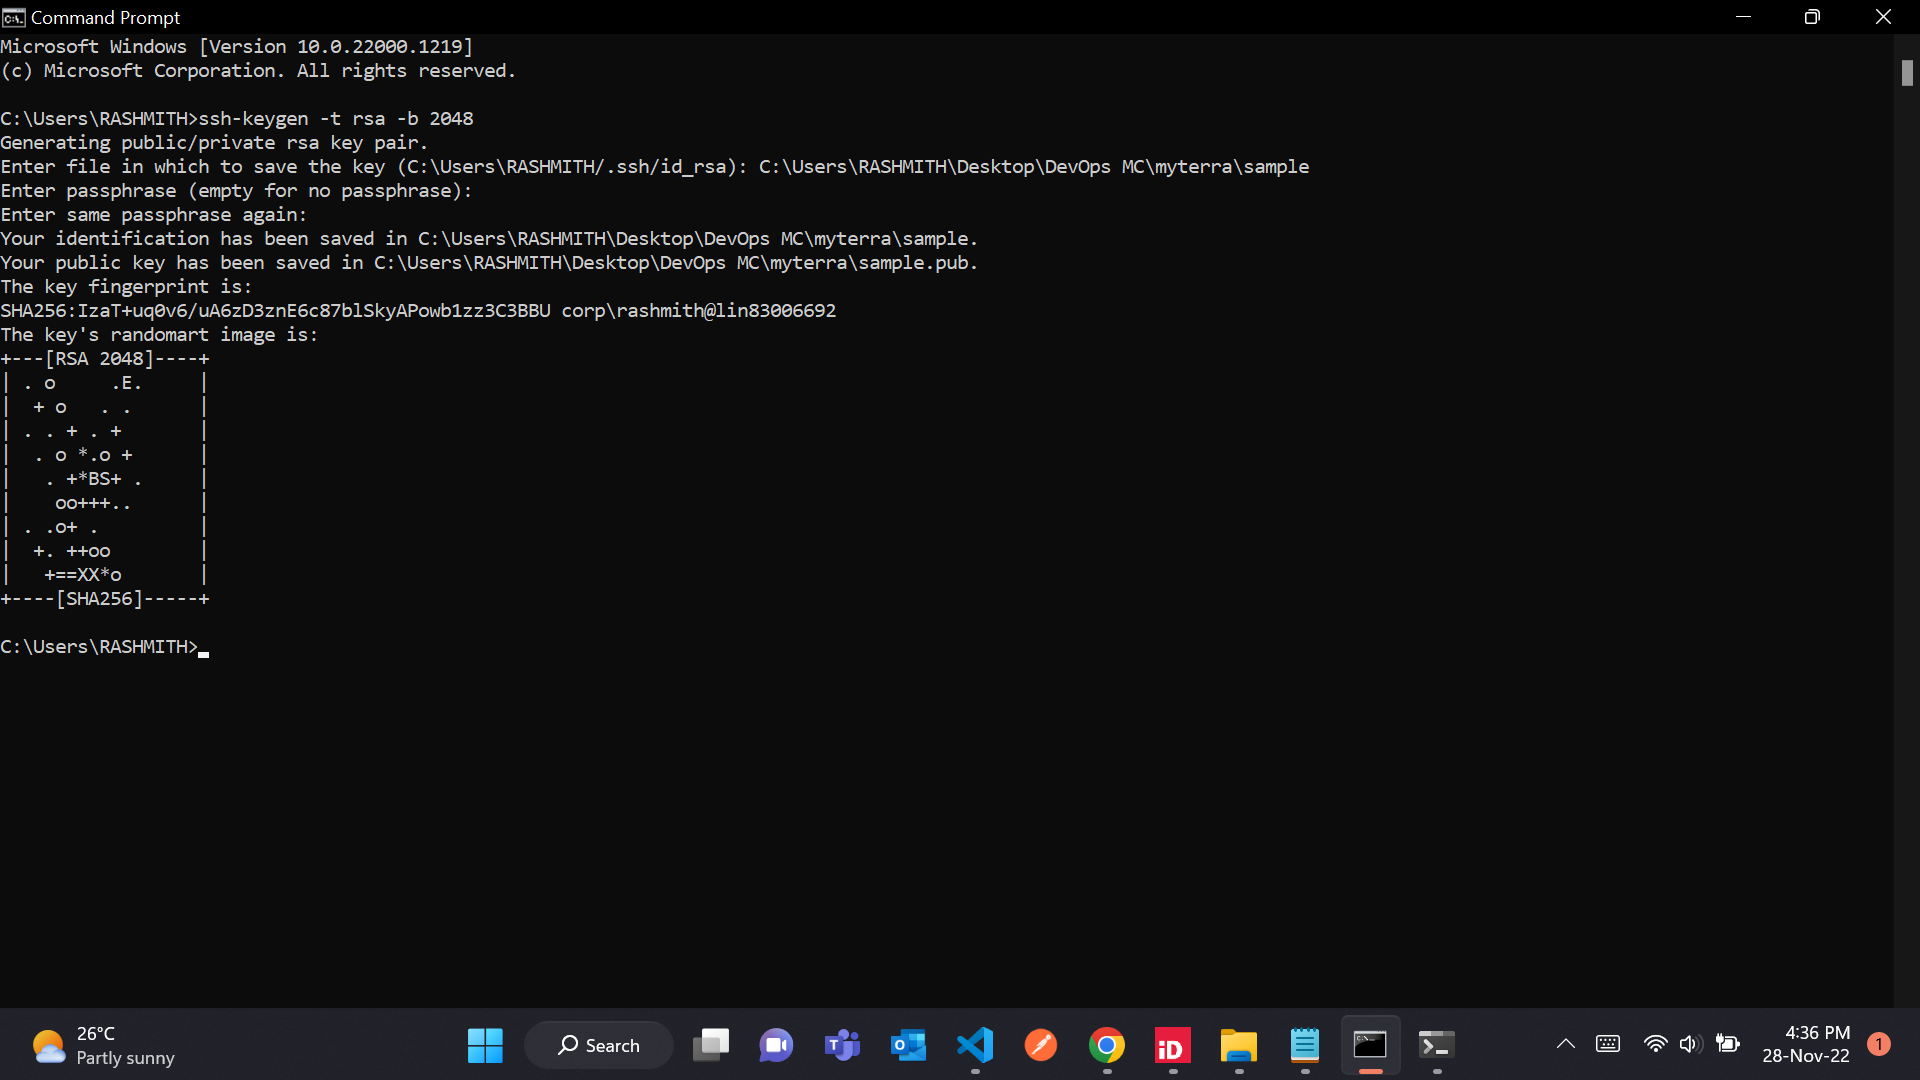 Command Prompt
Microsoft Windows [Version 10.0.22000.1219]
(c) Microsoft Corporation. All rights reserved.
C:\Users\RASHMITH>ssh-keygen -t rsa -b 2048
Generating public/private rsa key pair.
Enter file in which to save the key (C:\Users\RASHMITH/.ssh/id_rsa): C:\Users\RASHMITH\Desktop\DevOps MC\myterra\sample
Enter passphrase (empty for no passphrase):
Enter same passphrase again:
Your identification has been saved in C:\Users\RASHMITH\Desktop\DevOps MC\myterra\sample.
Your public key has been saved in C:\Users\RASHMITH\Desktop\DevOps MC\myterra\sample.pub.
The key fingerprint is:
SHA256:IzaT+uq0v6/uA6zD3znE6c87blSkyAPowb1zz3C3BBU corp\rashmith@lin83006692
The key's randomart image is:
+---[RSA 2048]----+
| . o     .E.     |
|  + o   . .      |
| . . + . +       |
|  . o *.o +      |
|   . +*BS+ .     |
|    oo+++..      |
| . .o+ .         |
|  +. ++oo        |
|   +==XX*o       |
+----[SHA256]-----+
C:\Users\RASHMITH>
26°C
Partly sunny
Search
4:36 PM
28-Nov-22
1